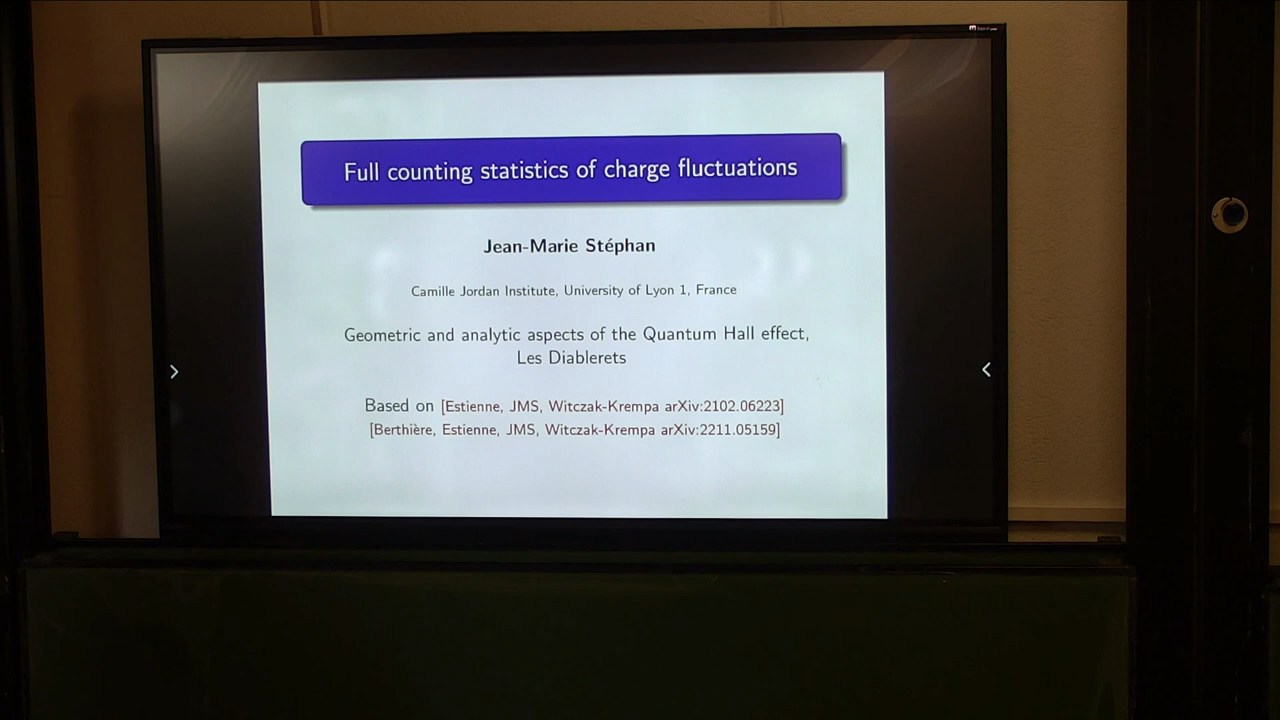 Full counting statistics of charge fluctuations
Jean-Marie Stéphan
Camille Jordan Institute, University of Lyon 1, France
Geometric and analytic aspects of the Quantum Hall effect,
Les Diablerets
Based on [Estienne, JMS, Witczak-Krempa arXiv:2102.06223]
[Berthière, Estienne, JMS, Witczak-Krempa arXiv:2211.05159]